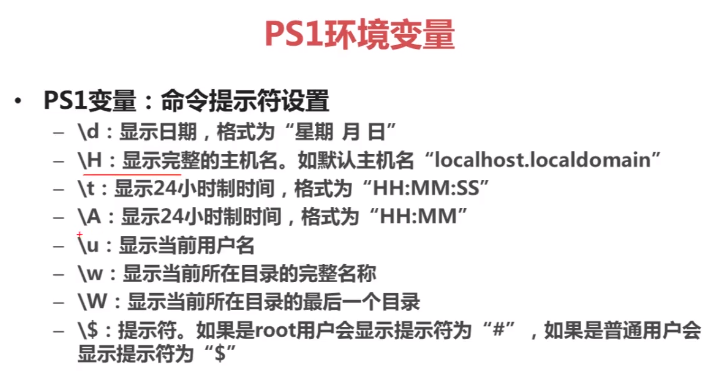 PS1环境变量
• PS1变量：命令提示符设置
– \d：显示日期，格式为“星期 月 日”
– \H：显示完整的主机名。如默认主机名“localhost.localdomain”
– \t：显示24小时制时间，格式为“HH:MM:SS”
– \A：显示24小时制时间，格式为“HH:MM”
– \u：显示当前用户名
– \w：显示当前所在目录的完整名称
– \W：显示当前所在目录的最后一个目录
– \$：提示符。如果是root用户会显示提示符为“#”，如果是普通用户会
显示提示符为“$”